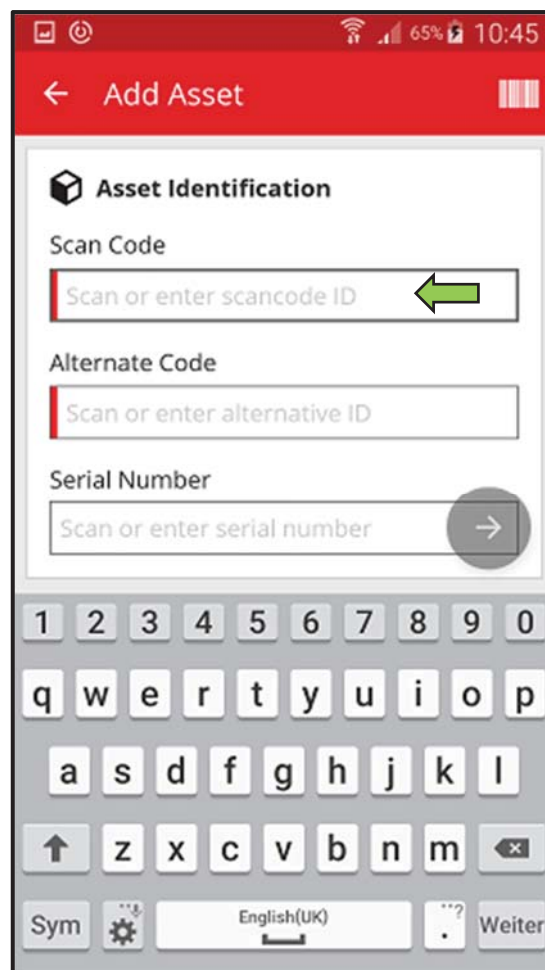 65% 10:45
Add Asset
Asset Identification
Scan Code
Scan or enter scancode ID
Alternate Code
Scan or enter alternative ID
Serial Number
Scan or enter serial number
1 2 3 4 5 6 7 8 9 0
q w e r t y u i o p
a s d f g h j k l
z x c v b n m
Sym English(UK) . ? Weiter